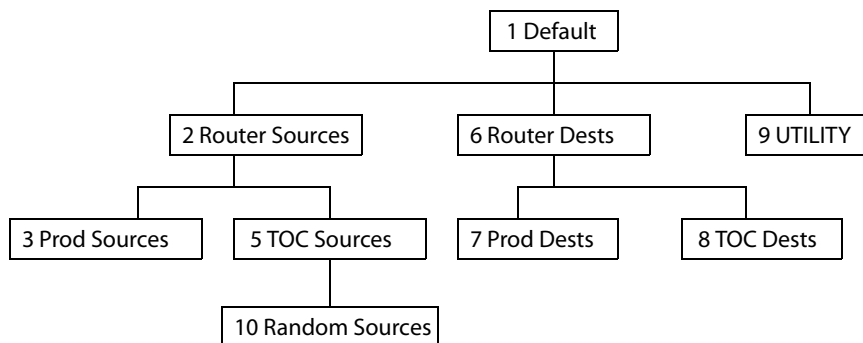 1 Default
2 Router Sources
6 Router Dests
9 UTILITY
3 Prod Sources
5 TOC Sources
7 Prod Dests
8 TOC Dests
10 Random Sources